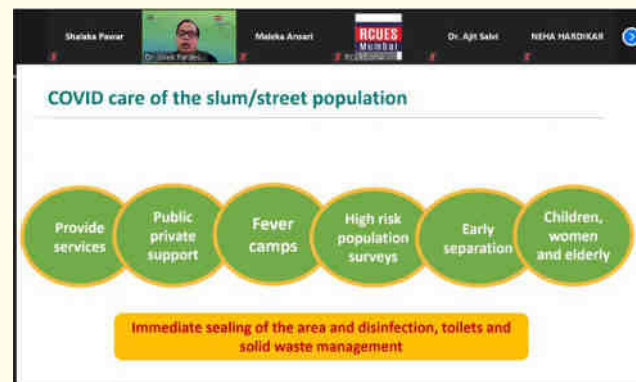 Shalaka Pawar
Maleka Ansari
RCUES
Mumbai
Dr. Ajit Salvi
NEHA HARDIKAR
COVID care of the slum/street population
Provide
services
Public
private
support
Fever
camps
High risk
population
surveys
Early
separation
Children,
women
and elderly
Immediate sealing of the area and disinfection, toilets and
solid waste management